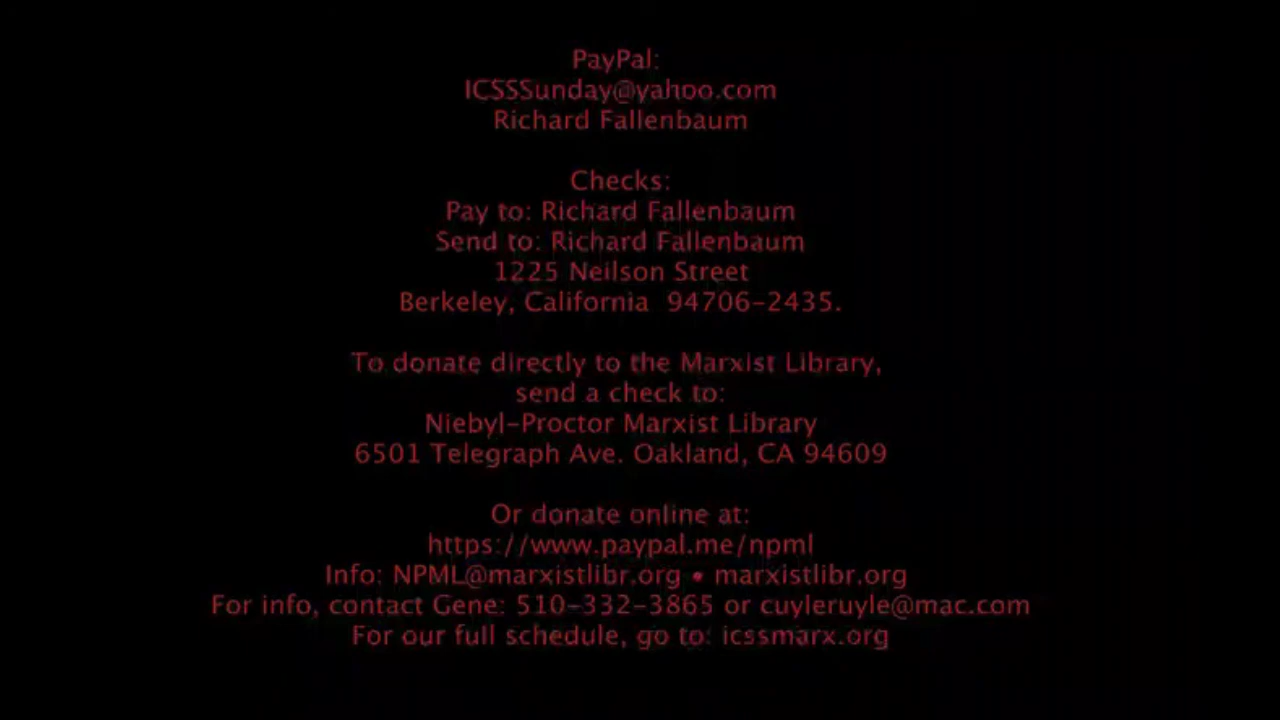 PayPal:
ICSSSunday@yahoo.com
Richard Fallenbaum
Checks:
Pay to: Richard Fallenbaum
Send to: Richard Fallenbaum
1225 Neilson Street
Berkeley, California  94706-2435.
To donate directly to the Marxist Library,
send a check to:
Niebyl-Proctor Marxist Library
6501 Telegraph Ave. Oakland, CA 94609
Or donate online at:
https://www.paypal.me/npml
Info: NPML@marxistlibr.org • marxistlibr.org
For info, contact Gene: 510-332-3865 or cuyleruyle@mac.com
For our full schedule, go to: icssmarx.org